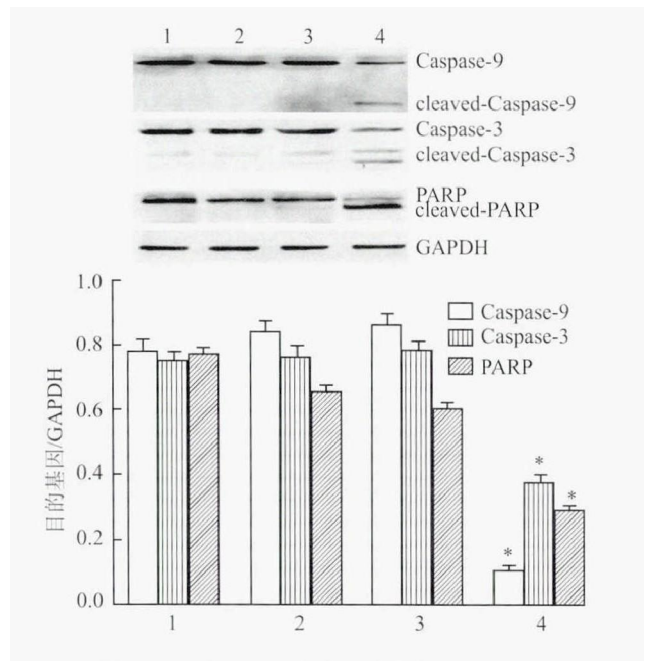 1 2 3 4
Caspase-9
cleaved-Caspase-9
Caspase-3
cleaved-Caspase-3
PARP
cleaved-PARP
GAPDH
1.0
0.8
0.6
0.4
0.2
0.0
目的基因/GAPDH
Caspase-9
Caspase-3
PARP
*
*
*
1 2 3 4